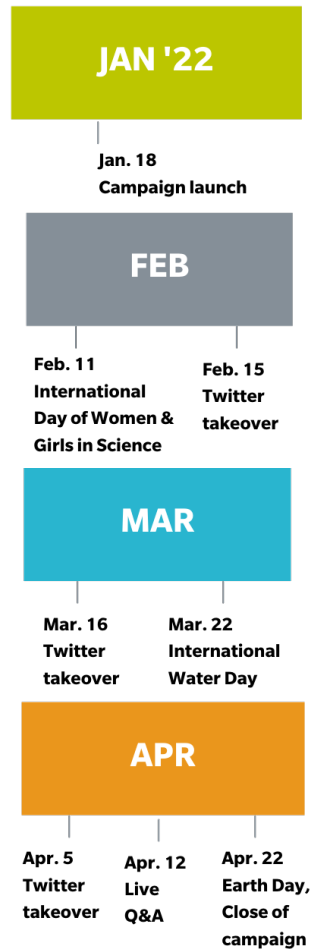 JAN '22
Jan. 18
Campaign launch
FEB
Feb. 11
International
Day of Women &
Girls in Science
Feb. 15
Twitter
takeover
MAR
Mar. 16
Twitter
takeover
Mar. 22
International
Water Day
APR
Apr. 5
Twitter
takeover
Apr. 12
Live
Q&A
Apr. 22
Earth Day,
Close of
campaign